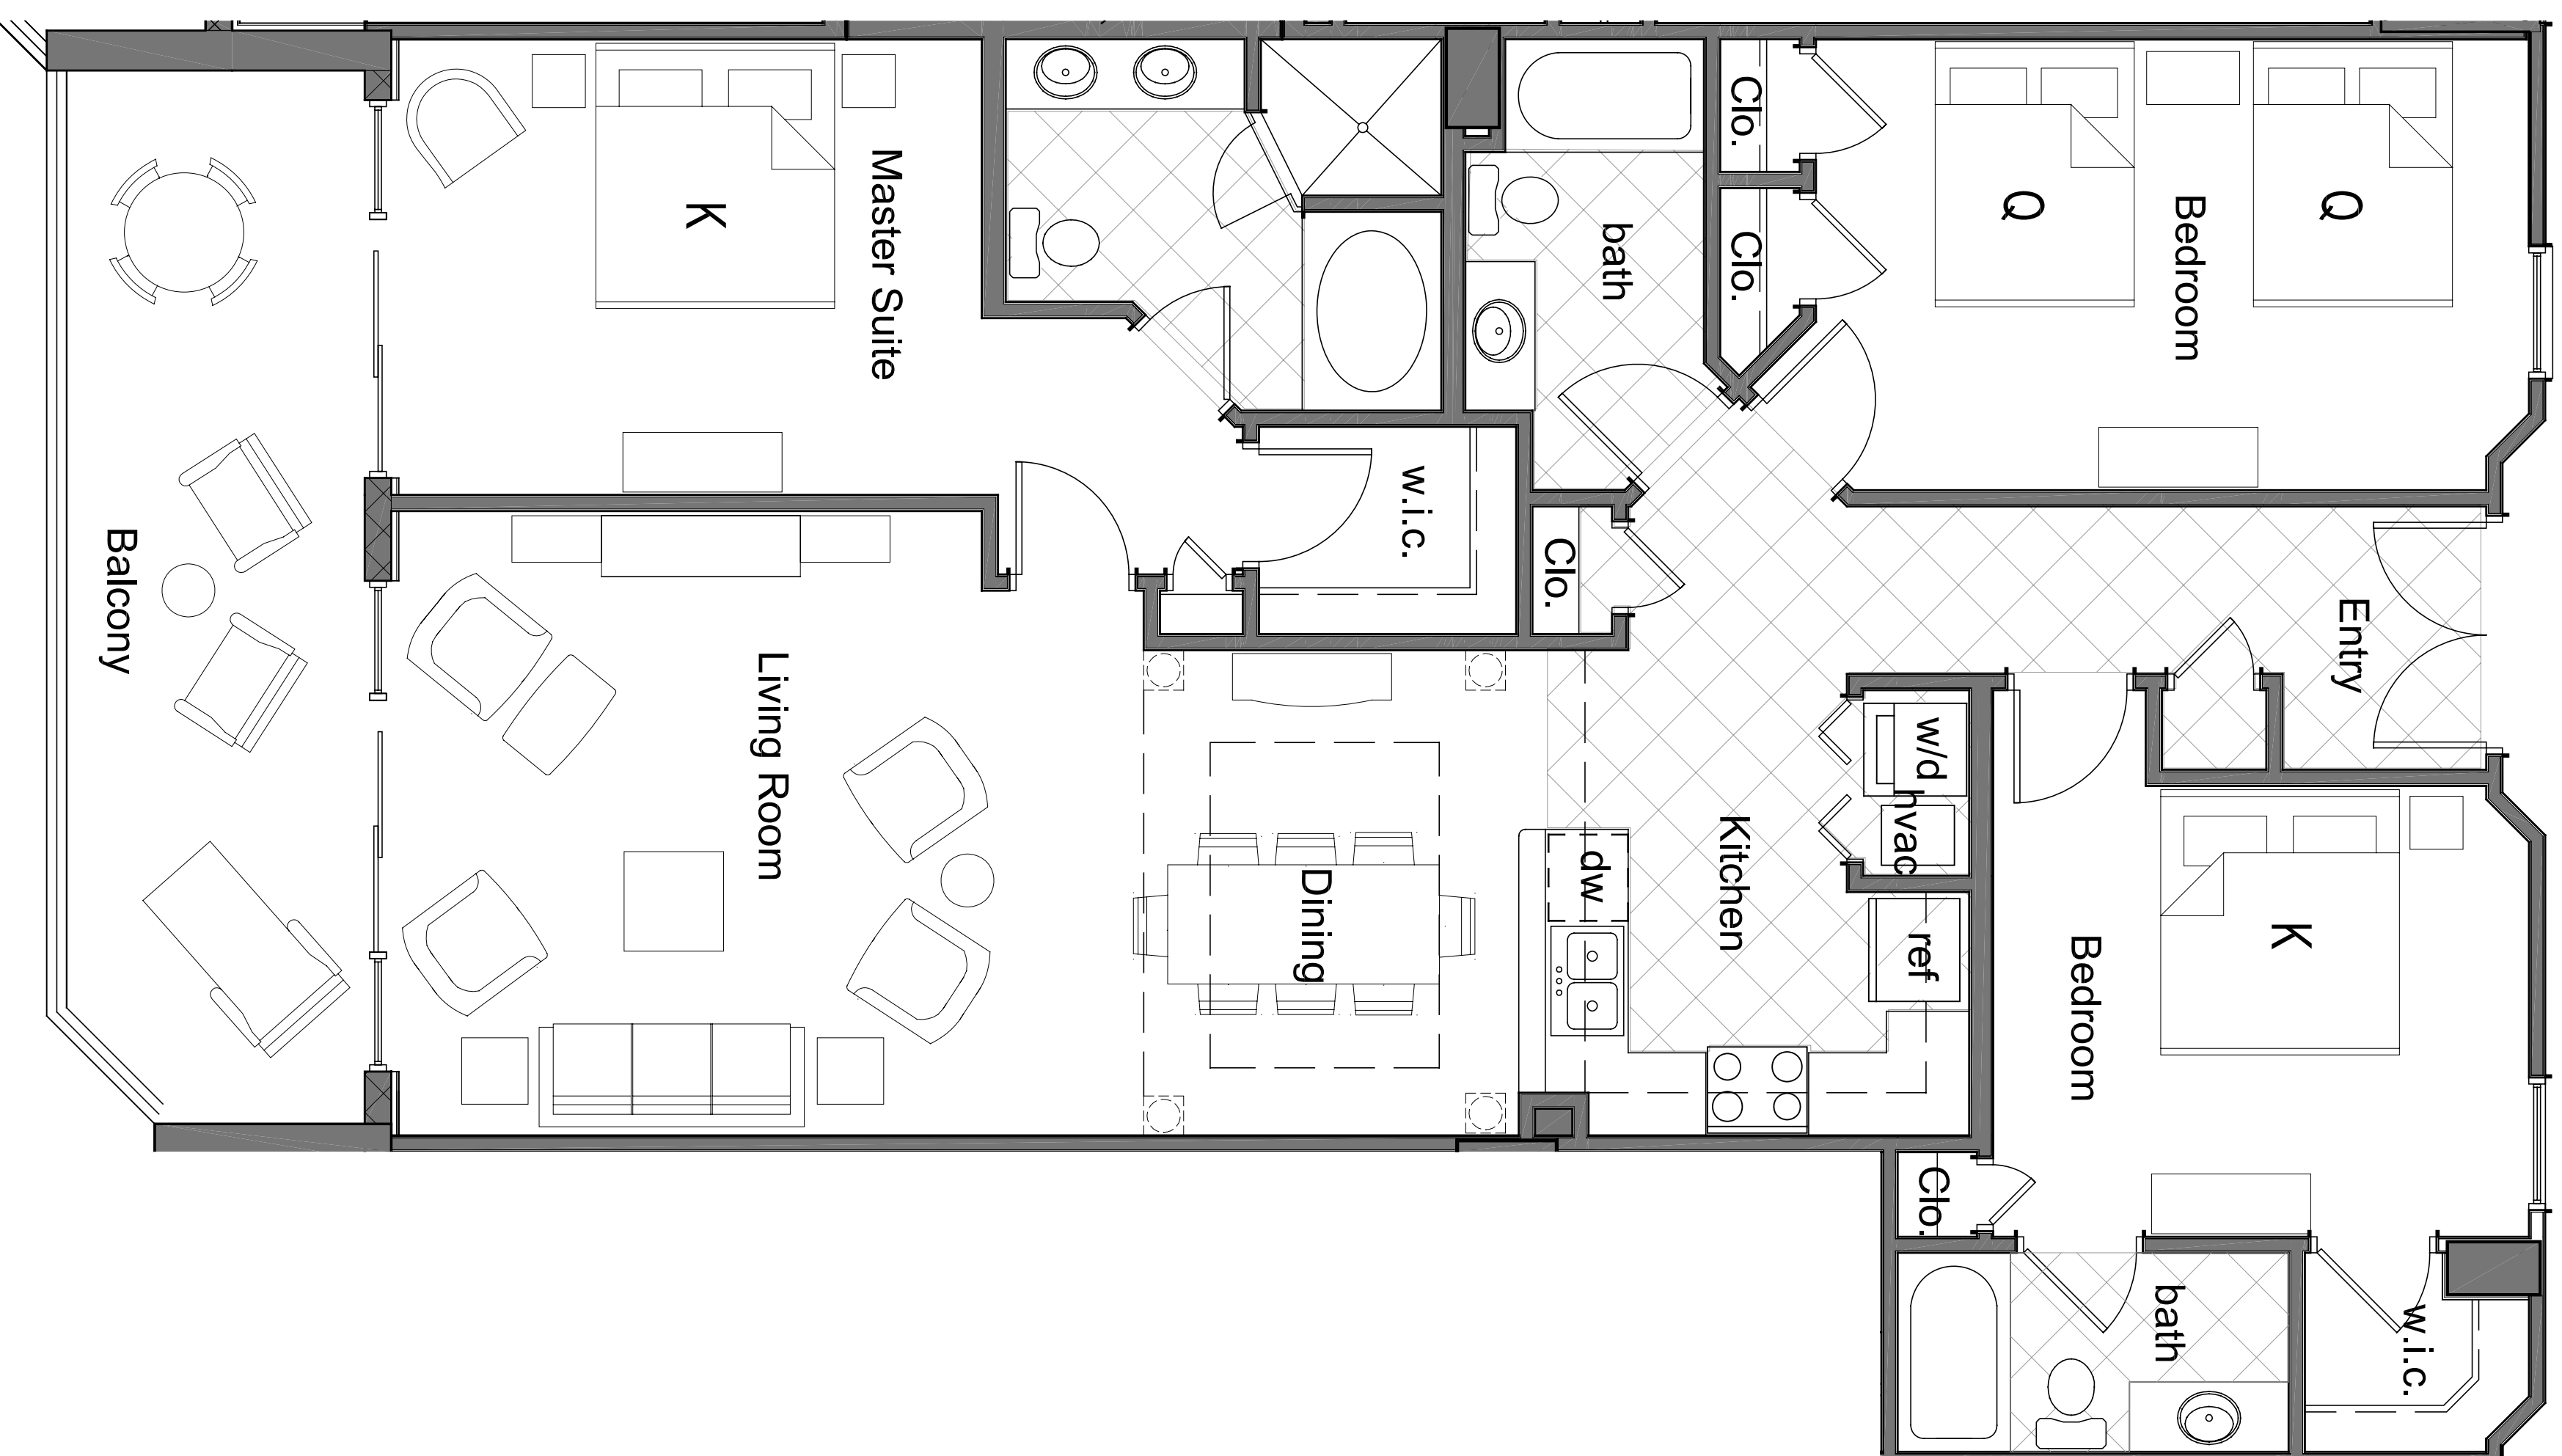 Balcony
Master Suite
K
Living Room
Dining
w.i.c.
bath
Clo.
Clo.
Clo.
Bedroom
Q
Q
Entry
Kitchen
w/d
hvac
ref
dw
Bedroom
K
Clo.
bath
w.i.c.